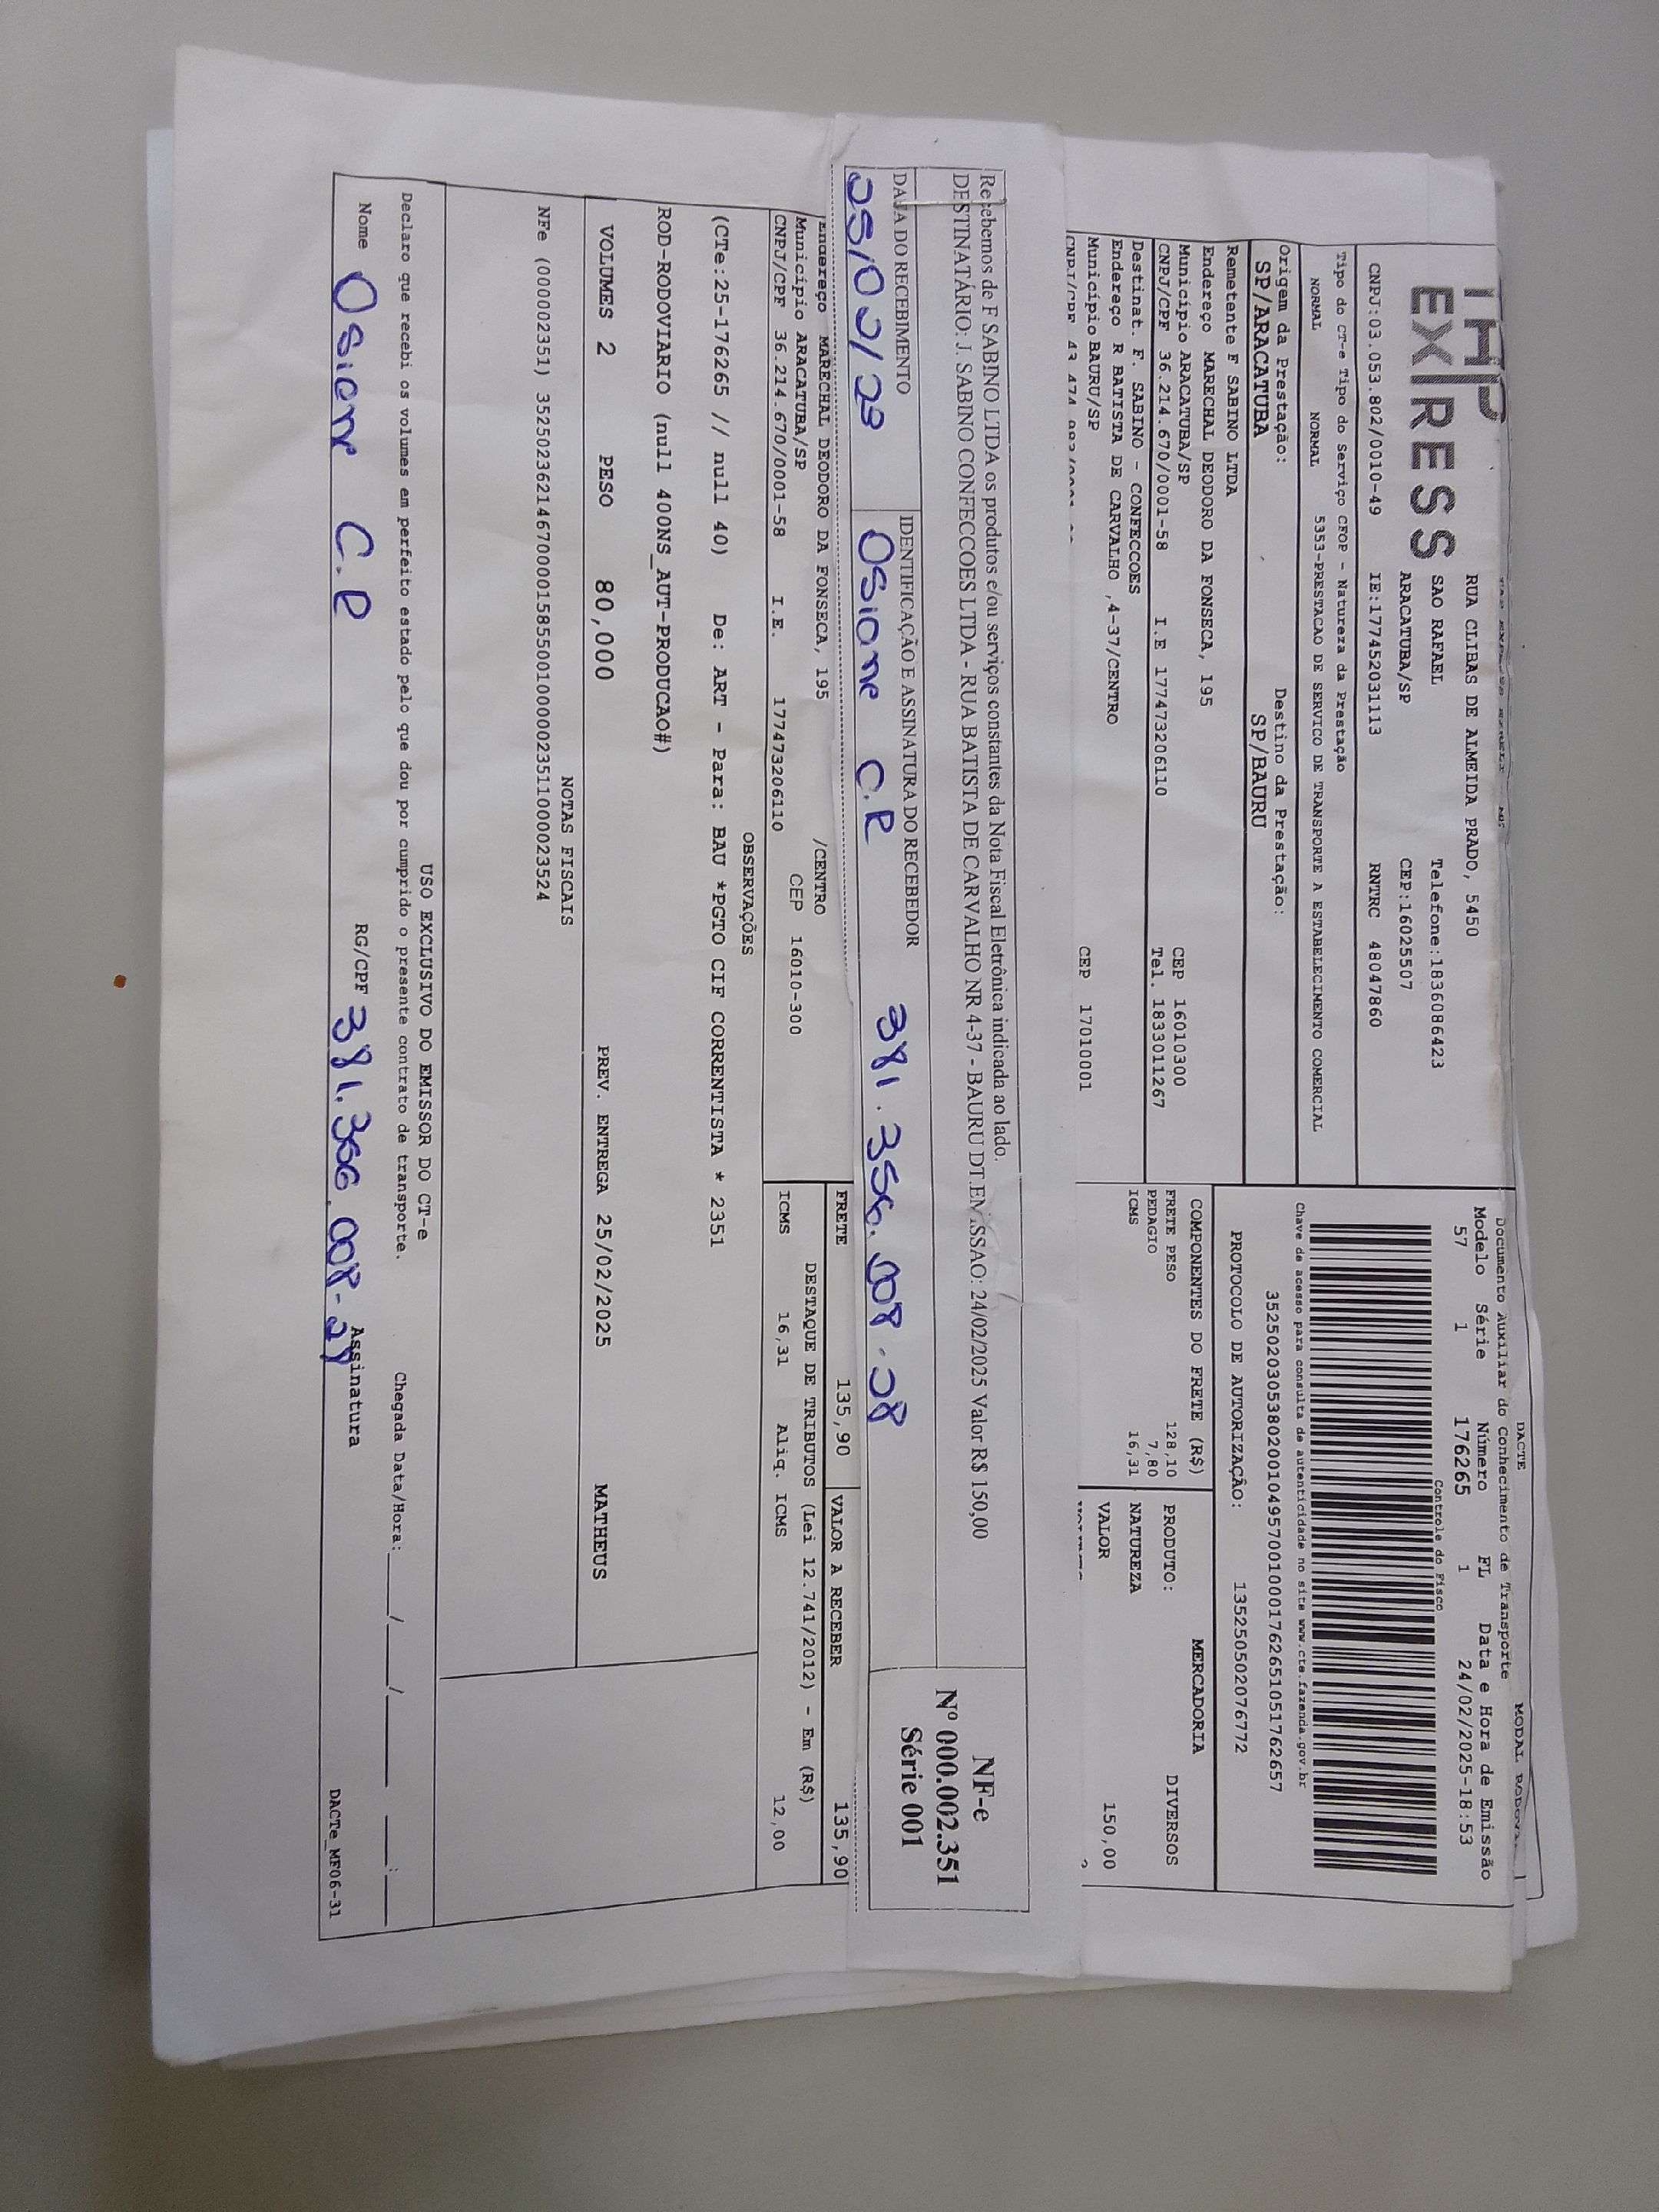 EXPRESS
RUA CLIBAS DE ALMEIDA PRADO, 5450
SAO RAFAEL Telefone:1836086423
ARACATUBA/SP CEP:16025507
CNPJ:03.053.802/0010-49 IE:177452031113 RNTRC 48047860
Tipo do CT-e Tipo do Serviço CFOP - Natureza da Prestação
NORMAL NORMAL 5353-PRESTACAO DE SERVICO DE TRANSPORTE A ESTABELECIMENTO COMERCIAL
Origem da Prestação: Destino da Prestação:
SP/ARACATUBA SP/BAURU
Remetente F SABINO LTDA
Endereço MARECHAL DEODORO DA FONSECA, 195
Município ARACATUBA/SP CEP 16010300
CNPJ/CPF 36.214.670/0001-58 I.E 177473206110 Tel. 1833011267
Destinat. F. SABINO - CONFECCOES
Endereço R BATISTA DE CARVALHO ,4-37/CENTRO
Município BAURU/SP CEP 17010001
DACTE
Documento Auxiliar do Conhecimento de Transporte
Modelo Série Número FL Data e Hora de Emissão
57 1 176265 1 24/02/2025-18:53
Controle do Fisco
Chave de acesso para consulta de autenticidade no site www.cte.fazenda.gov.br
35250203053802001049570010001762651051762657
PROTOCOLO DE AUTORIZAÇÃO: 135250502076772
COMPONENTES DO FRETE (R$)
FRETE PESO 128,10
PEDAGIO 7,80
ICMS 16,31
MERCADORIA
PRODUTO: DIVERSOS
NATUREZA
VALOR 150,00
Recebemos de F SABINO LTDA os produtos e/ou serviços constantes da Nota Fiscal Eletrônica indicada ao lado.
DESTINATÁRIO: J. SABINO CONFECCOES LTDA - RUA BATISTA DE CARVALHO NR 4-37 - BAURU DT.EMISSAO: 24/02/2025 Valor R$ 150,00
DATA DO RECEBIMENTO IDENTIFICAÇÃO E ASSINATURA DO RECEBEDOR
Osiane C.R
NF-e
Nº 000.002.351
Série 001
Endereço MARECHAL DEODORO DA FONSECA, 195 /CENTRO
Município ARACATUBA/SP CEP 16010-300
CNPJ/CPF 36.214.670/0001-58 I.E. 177473206110
FRETE 135,90 VALOR A RECEBER 135,90
DESTAQUE DE TRIBUTOS (Lei 12.741/2012) - Em (R$)
ICMS 16,31 Aliq. ICMS 12,00
OBSERVAÇÕES
(CTe:25-176265 // null 40) De: ART - Para: BAU *PGTO CIF CORRENTISTA * 2351
ROD-RODOVIARIO (null 400NS_AUT-PRODUCAO#)
VOLUMES 2 PESO 80,000 PREV. ENTREGA 25/02/2025 MATHEUS
NOTAS FISCAIS
NFe (000002351) 35250236214670000158550010000023511000023524
USO EXCLUSIVO DO EMISSOR DO CT-e
Declaro que recebi os volumes em perfeito estado pelo que dou por cumprido o presente contrato de transporte. Chegada Data/Hora:____/____/______ ___:___
Nome Osiane C.R RG/CPF Assinatura
DACTe_MF06-31